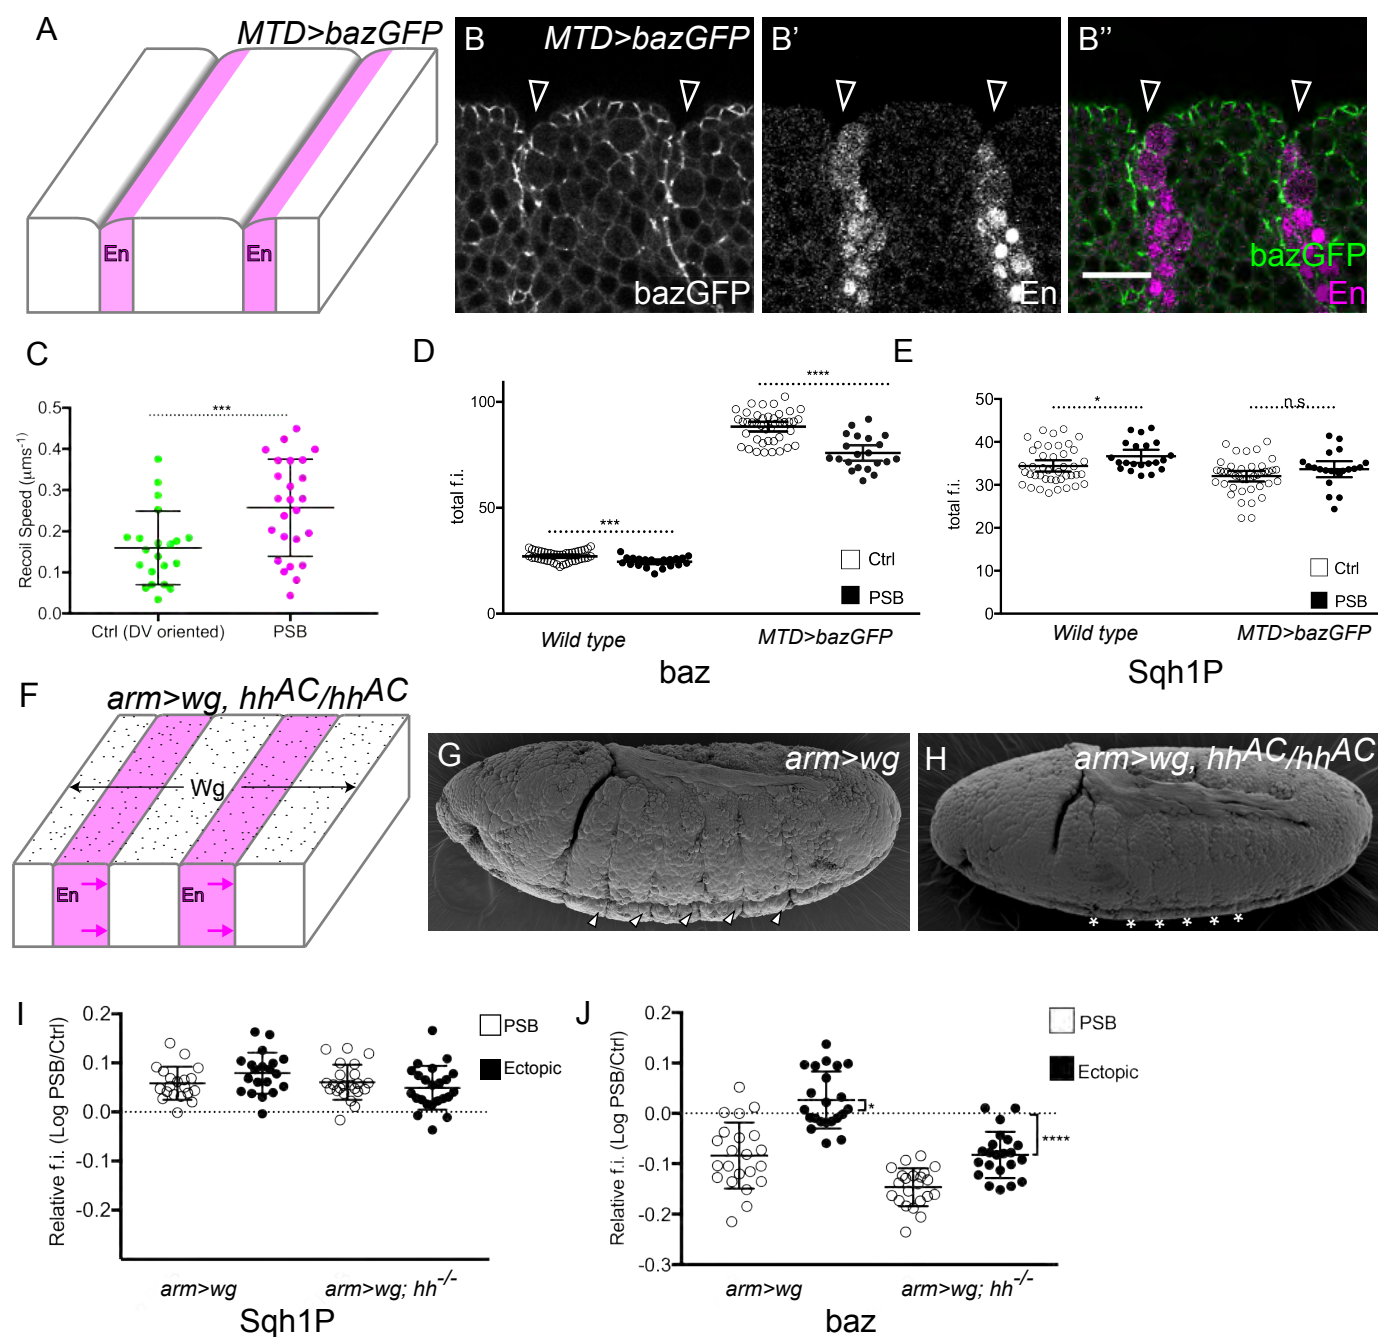 A
MTD>bazGFP
En
En
B
MTD>bazGFP
bazGFP
B’
En
B’’
bazGFP
En
C
Recoil Speed (µms⁻¹)
0.5
0.4
0.3
0.2
0.1
0.0
***
Ctrl (DV oriented)
PSB
D
total f.i.
100
50
0
***
****
Ctrl
PSB
Wild type
MTD>bazGFP
baz
E
total f.i.
50
40
30
20
10
0
*
n.s
Ctrl
PSB
Wild type
MTD>bazGFP
Sqh1P
F
arm>wg, hhᴬᶜ/hhᴬᶜ
Wg
En
En
G
arm>wg
H
arm>wg, hhᴬᶜ/hhᴬᶜ
* * * * * *
I
Relative f.i. (Log PSB/Ctrl)
0.2
0.1
0.0
-0.1
-0.2
PSB
Ectopic
arm>wg
arm>wg; hh⁻/⁻
Sqh1P
J
Relative f.i. (Log PSB/Ctrl)
0.2
0.1
0.0
-0.1
-0.2
-0.3
*
****
PSB
Ectopic
arm>wg
arm>wg; hh⁻/⁻
baz